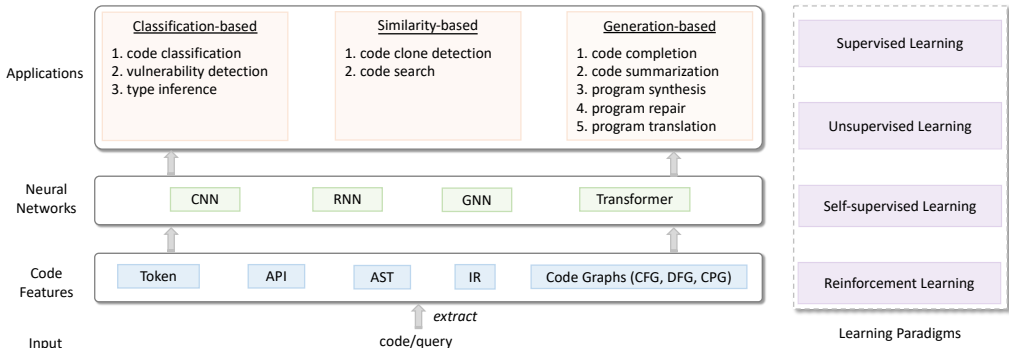 Applications
Classification-based
1. code classification
2. vulnerability detection
3. type inference
Similarity-based
1. code clone detection
2. code search
Generation-based
1. code completion
2. code summarization
3. program synthesis
4. program repair
5. program translation
Neural
Networks
CNN
RNN
GNN
Transformer
Code
Features
Token
API
AST
IR
Code Graphs (CFG, DFG, CPG)
extract
Input
code/query
Supervised Learning
Unsupervised Learning
Self-supervised Learning
Reinforcement Learning
Learning Paradigms